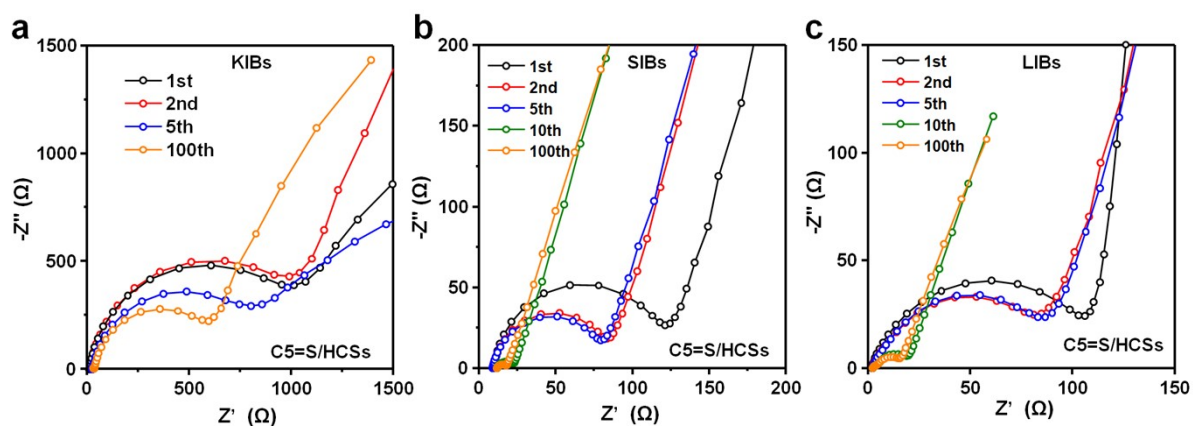 a
KIBs
1st
2nd
5th
100th
C5=S/HCSs
-Z'' (Ω)
1500
1000
500
0
0 500 1000 1500
Z' (Ω)
b
SIBs
1st
2nd
5th
10th
100th
C5=S/HCSs
-Z'' (Ω)
200
150
100
50
0
0 50 100 150 200
Z' (Ω)
c
LIBs
1st
2nd
5th
10th
100th
C5=S/HCSs
-Z'' (Ω)
150
100
50
0
0 50 100 150
Z' (Ω)